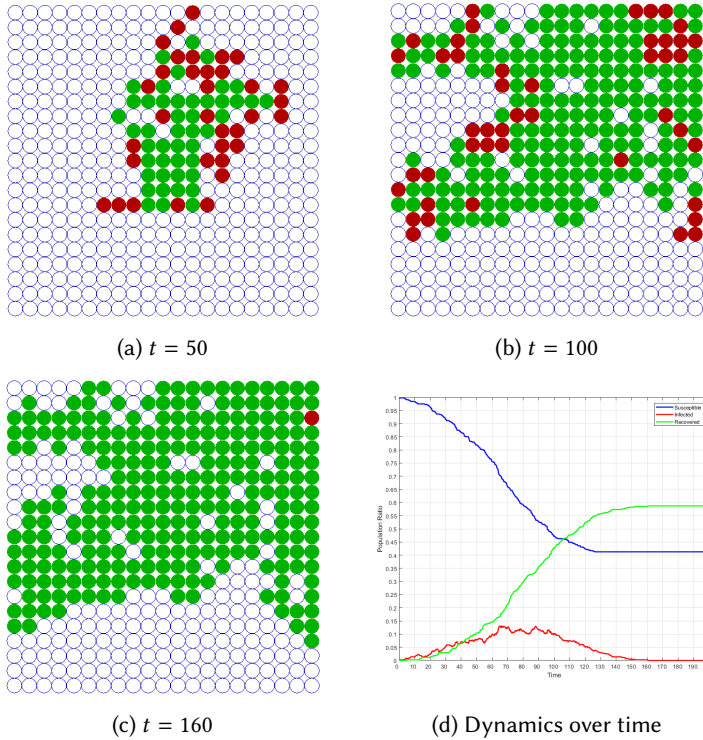 (a) t = 50
(b) t = 100
Susceptible
Infected
Recovered
1
0.95
0.9
0.85
0.8
0.75
0.7
0.65
0.6
0.55
0.5
0.45
0.4
0.35
0.3
0.25
0.2
0.15
0.1
0.05
0
Population Ratio
0 10 20 30 40 50 60 70 80 90 100 110 120 130 140 150 160 170 180 190
Time
(c) t = 160
(d) Dynamics over time